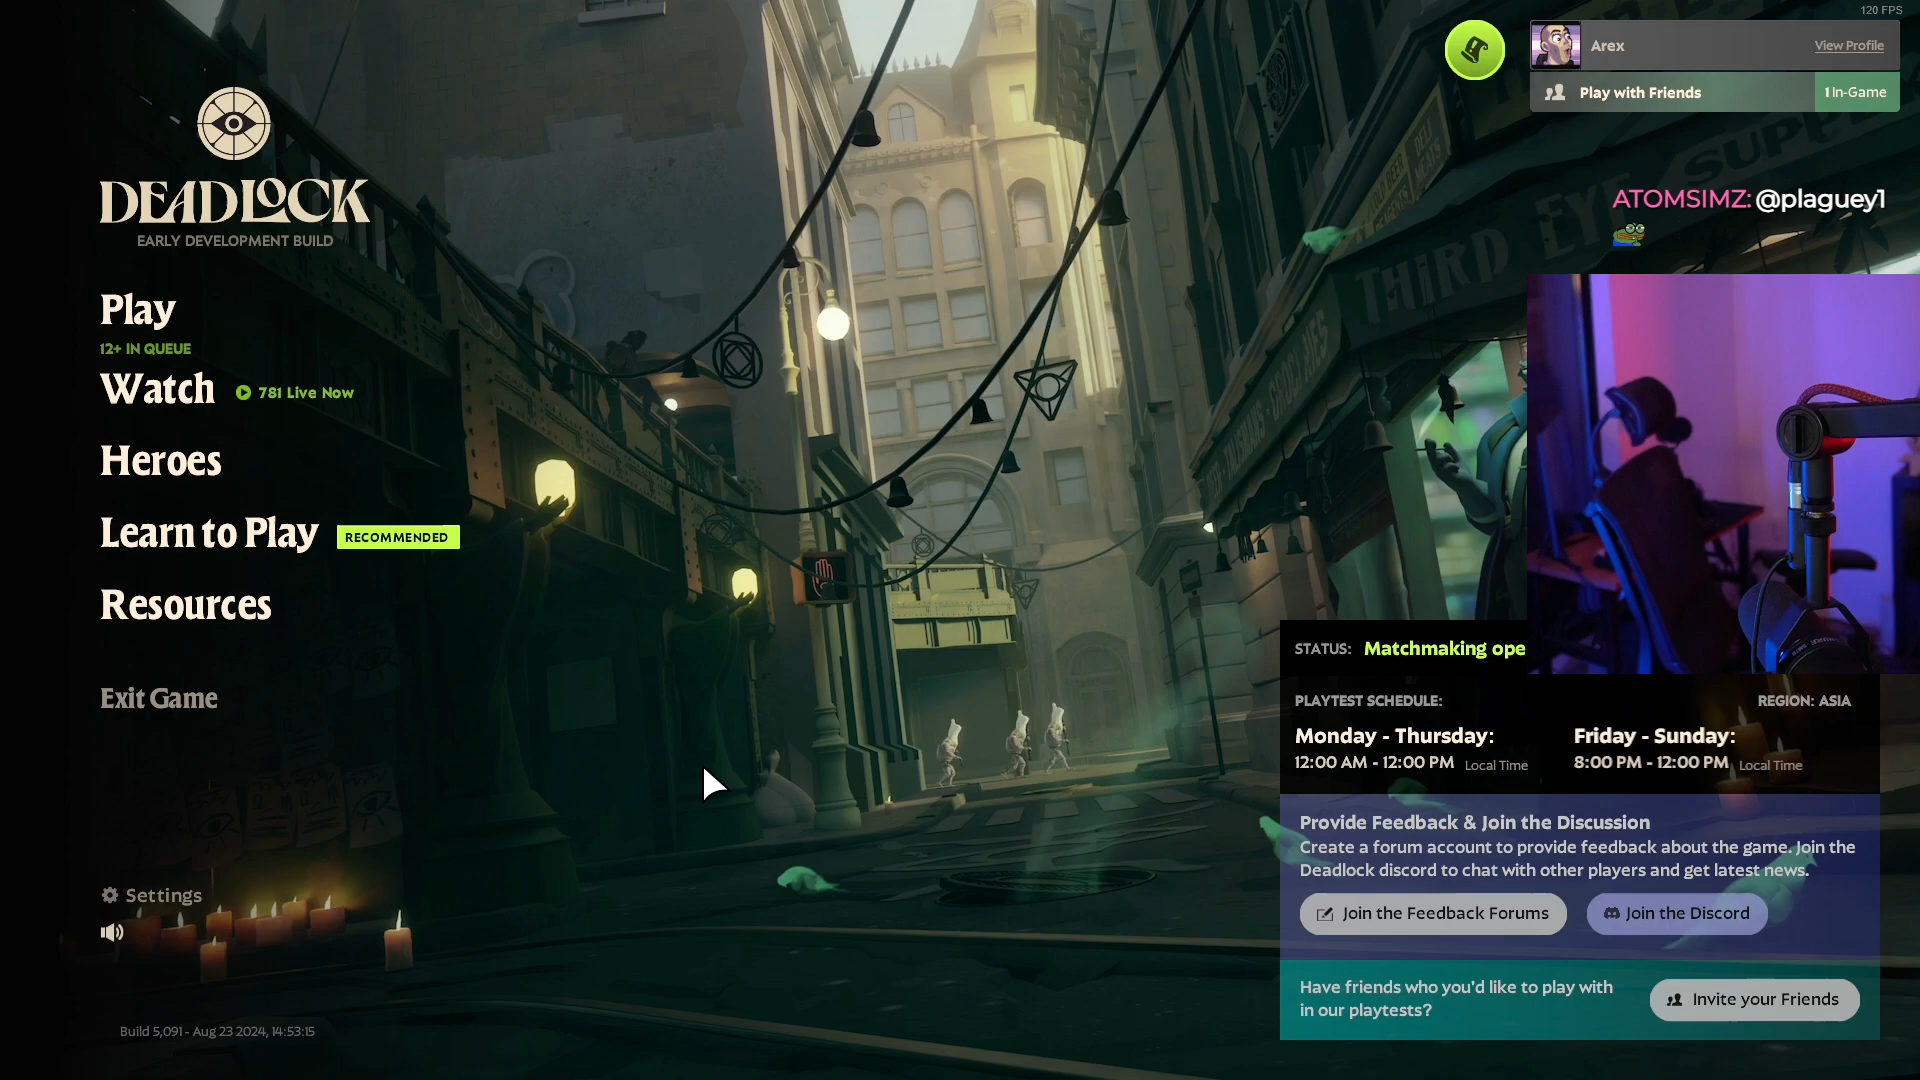 120 FPS
Arex
View Profile
Play with Friends
1 In-Game
DEADLOCK
EARLY DEVELOPMENT BUILD
ATOMSIMZ: @plaguey1
Play
12+ IN QUEUE
Watch
781 Live Now
Heroes
Learn to Play
RECOMMENDED
Resources
Exit Game
Settings
Build 5,091 - Aug 23 2024, 14:53:15
THIRD EYE
STATUS: Matchmaking ope
PLAYTEST SCHEDULE:
REGION: ASIA
Monday - Thursday:
12:00 AM - 12:00 PM Local Time
Friday - Sunday:
8:00 PM - 12:00 PM Local Time
Provide Feedback & Join the Discussion
Create a forum account to provide feedback about the game. Join the
Deadlock discord to chat with other players and get latest news.
Join the Feedback Forums
Join the Discord
Have friends who you'd like to play with
in our playtests?
Invite your Friends